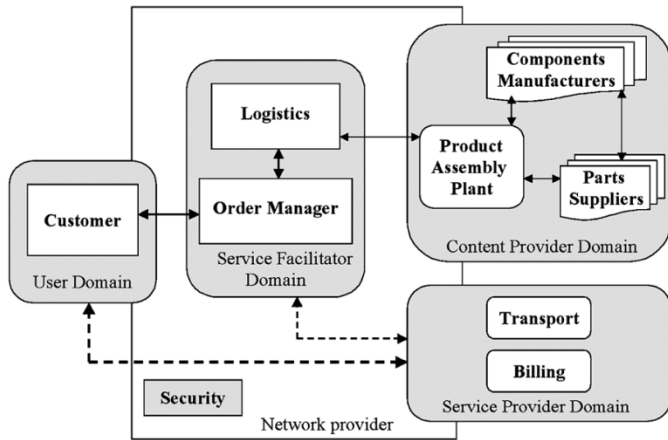 Components
Manufacturers
Logistics
Product
Assembly
Plant
Parts
Suppliers
Customer
Order Manager
Content Provider Domain
Service Facilitator
Domain
User Domain
Transport
Billing
Security
Service Provider Domain
Network provider